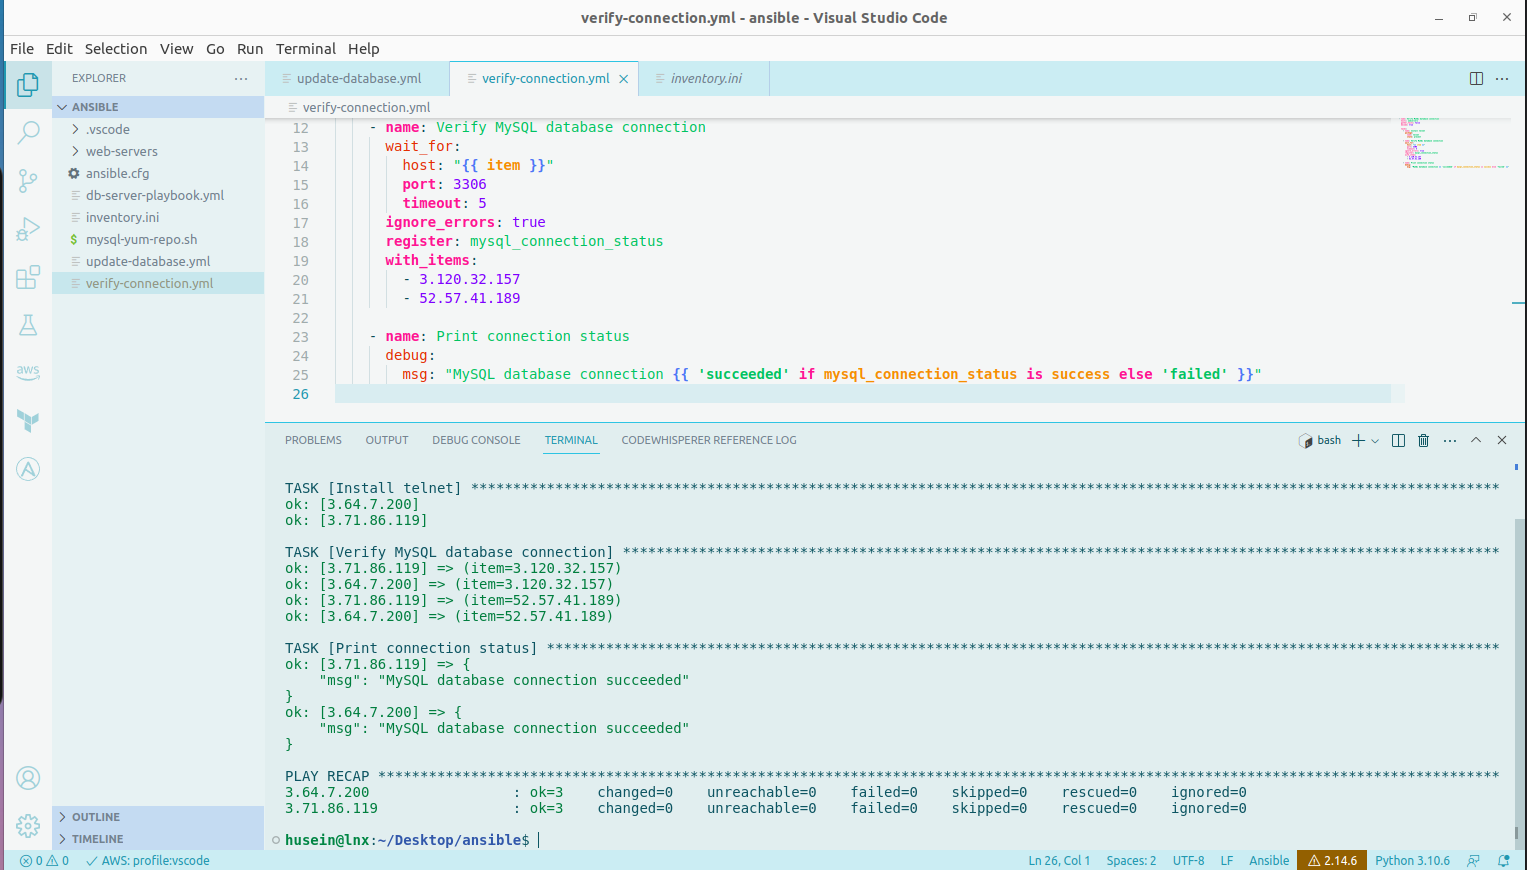 verify-connection.yml - ansible - Visual Studio Code
File Edit Selection View Go Run Terminal Help
EXPLORER
ANSIBLE
.vscode
web-servers
ansible.cfg
db-server-playbook.yml
inventory.ini
$ mysql-yum-repo.sh
update-database.yml
verify-connection.yml
OUTLINE
TIMELINE
aws
update-database.yml verify-connection.yml inventory.ini
verify-connection.yml
12 - name: Verify MySQL database connection
13 wait_for:
14 host: "{{ item }}"
15 port: 3306
16 timeout: 5
17 ignore_errors: true
18 register: mysql_connection_status
19 with_items:
20 - 3.120.32.157
21 - 52.57.41.189
22
23 - name: Print connection status
24 debug:
25 msg: "MySQL database connection {{ 'succeeded' if mysql_connection_status is success else 'failed' }}"
26
PROBLEMS OUTPUT DEBUG CONSOLE TERMINAL CODEWHISPERER REFERENCE LOG
bash
TASK [Install telnet] **************************************************************************************************************************
ok: [3.64.7.200]
ok: [3.71.86.119]
TASK [Verify MySQL database connection] ********************************************************************************************************
ok: [3.71.86.119] => (item=3.120.32.157)
ok: [3.64.7.200] => (item=3.120.32.157)
ok: [3.71.86.119] => (item=52.57.41.189)
ok: [3.64.7.200] => (item=52.57.41.189)
TASK [Print connection status] *****************************************************************************************************************
ok: [3.71.86.119] => {
"msg": "MySQL database connection succeeded"
}
ok: [3.64.7.200] => {
"msg": "MySQL database connection succeeded"
}
PLAY RECAP *************************************************************************************************************************************
3.64.7.200 : ok=3 changed=0 unreachable=0 failed=0 skipped=0 rescued=0 ignored=0
3.71.86.119 : ok=3 changed=0 unreachable=0 failed=0 skipped=0 rescued=0 ignored=0
husein@lnx:~/Desktop/ansible$
0 0 AWS: profile:vscode Ln 26, Col 1 Spaces: 2 UTF-8 LF Ansible 2.14.6 Python 3.10.6